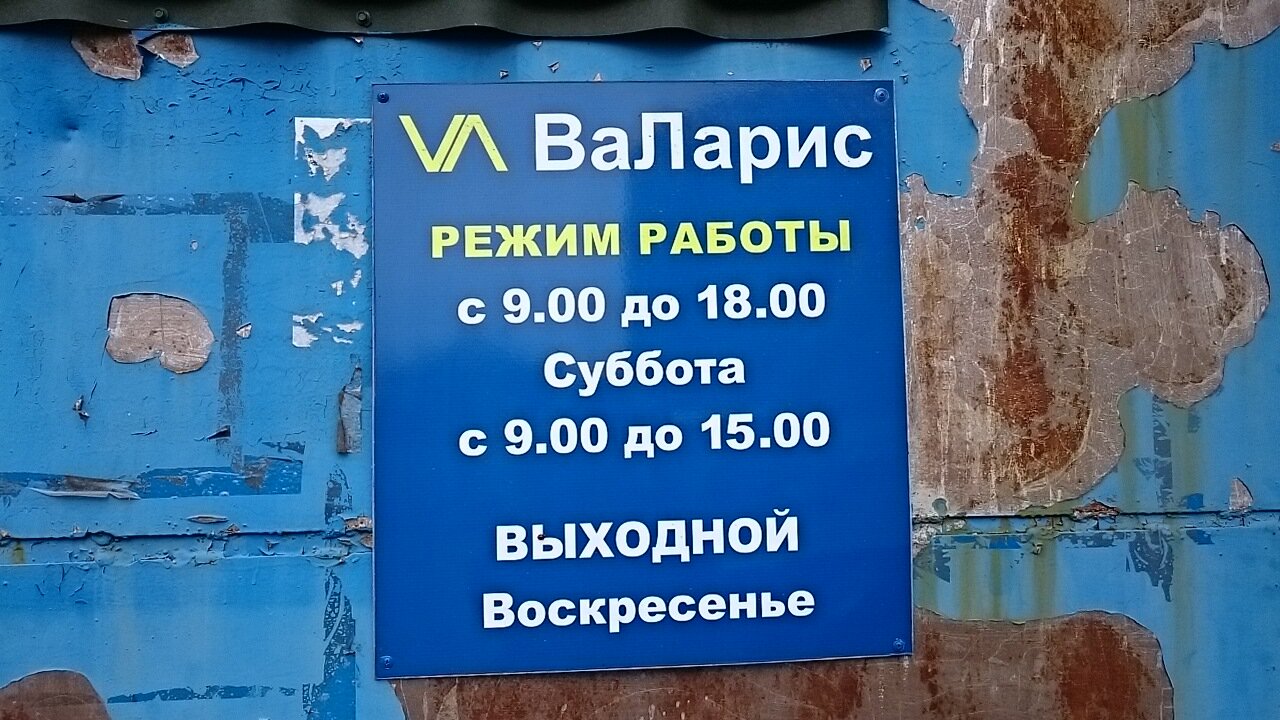 VA ВаЛарис
РЕЖИМ РАБОТЫ
с 9.00 до 18.00
Суббота
с 9.00 до 15.00
ВЫХОДНОЙ
Воскресенье